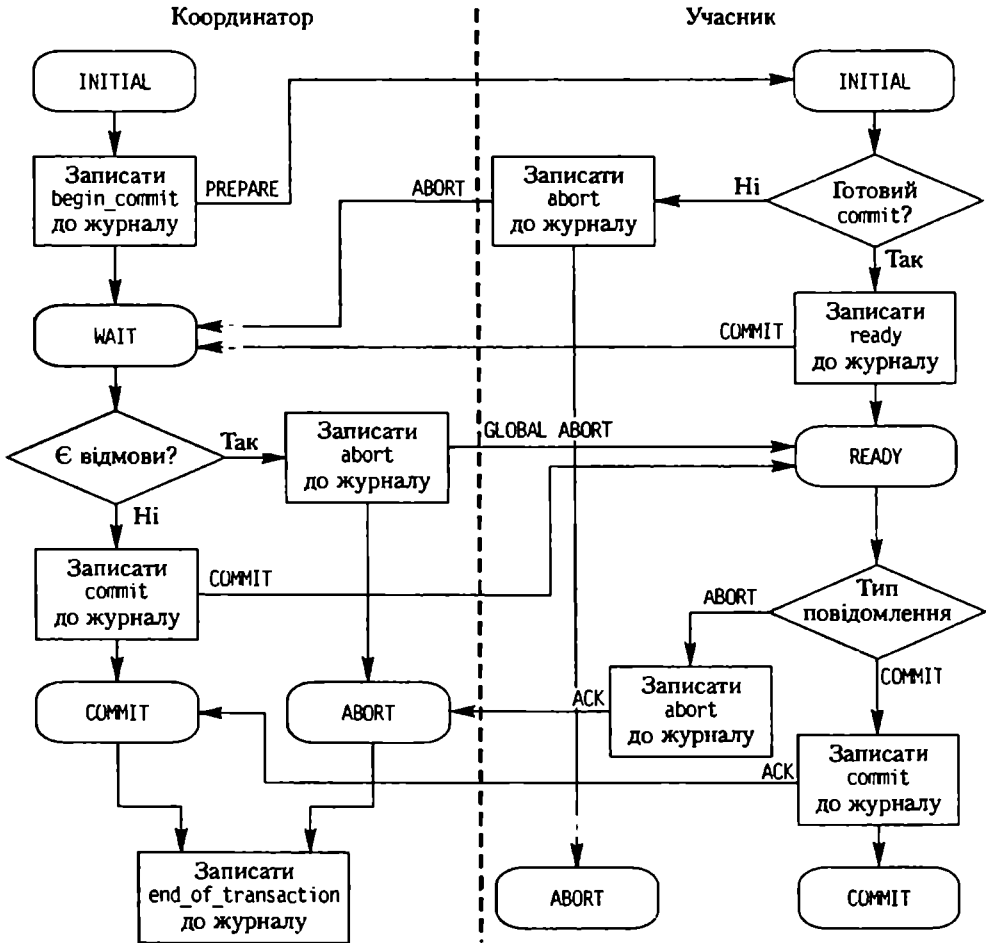 Координатор
Учасник
INITIAL
INITIAL
Записати
begin_commit
до журналу
PREPARE
ABORT
Записати
abort
до журналу
Ні
Готовий
commit?
Так
WAIT
COMMIT
Записати
ready
до журналу
Є відмови?
Так
Записати
abort
до журналу
GLOBAL ABORT
READY
Ні
Записати
commit
до журналу
COMMIT
ABORT
Тип
повідомлення
COMMIT
COMMIT
ABORT
ACK
Записати
abort
до журналу
ACK
Записати
commit
до журналу
Записати
end_of_transaction
до журналу
ABORT
COMMIT